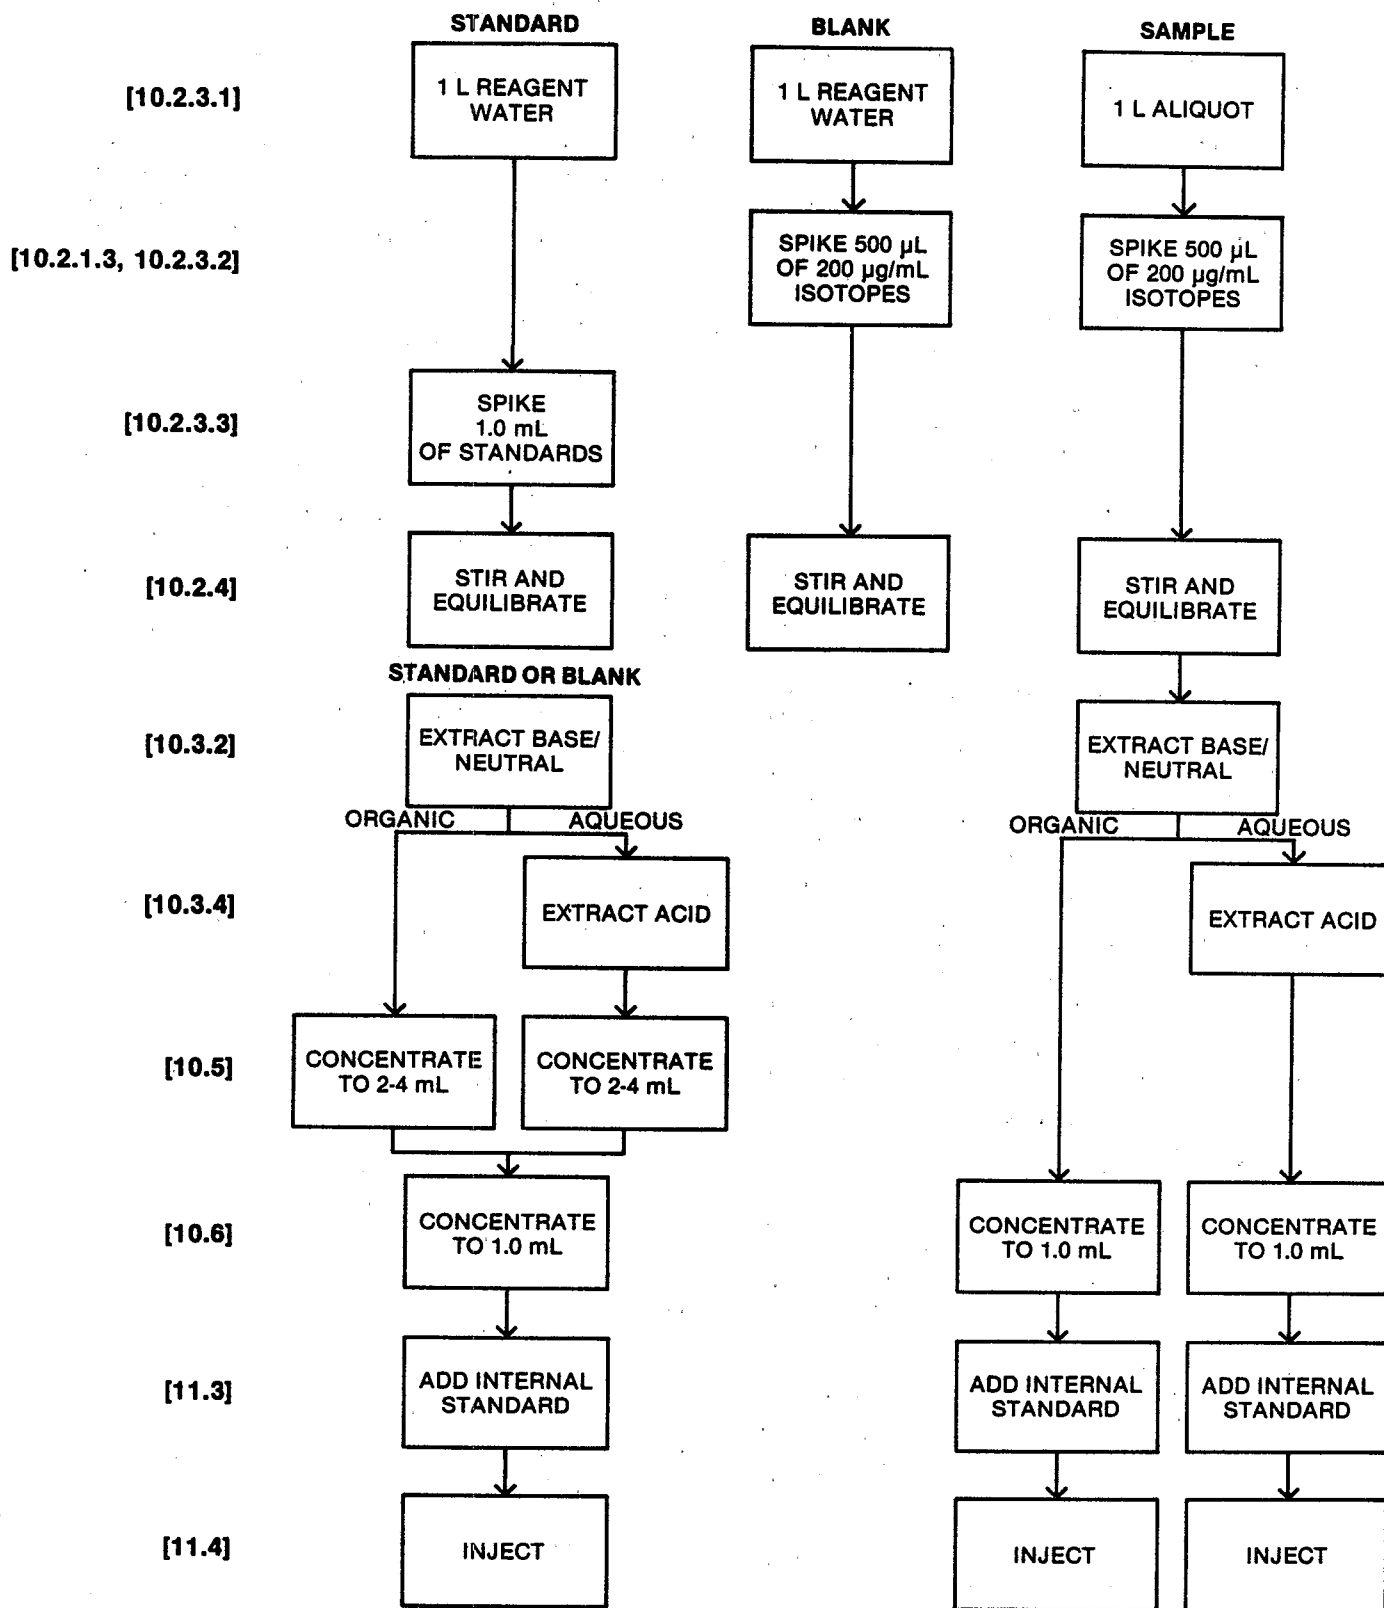 STANDARD
BLANK
SAMPLE
[10.2.3.1]
1 L REAGENT
WATER
1 L REAGENT
WATER
1 L ALIQUOT
[10.2.1.3, 10.2.3.2]
SPIKE 500 µL
OF 200 µg/mL
ISOTOPES
SPIKE 500 µL
OF 200 µg/mL
ISOTOPES
[10.2.3.3]
SPIKE
1.0 mL
OF STANDARDS
[10.2.4]
STIR AND
EQUILIBRATE
STIR AND
EQUILIBRATE
STIR AND
EQUILIBRATE
STANDARD OR BLANK
[10.3.2]
EXTRACT BASE/
NEUTRAL
EXTRACT BASE/
NEUTRAL
ORGANIC
AQUEOUS
ORGANIC
AQUEOUS
[10.3.4]
EXTRACT ACID
EXTRACT ACID
[10.5]
CONCENTRATE
TO 2-4 mL
CONCENTRATE
TO 2-4 mL
[10.6]
CONCENTRATE
TO 1.0 mL
CONCENTRATE
TO 1.0 mL
CONCENTRATE
TO 1.0 mL
[11.3]
ADD INTERNAL
STANDARD
ADD INTERNAL
STANDARD
ADD INTERNAL
STANDARD
[11.4]
INJECT
INJECT
INJECT